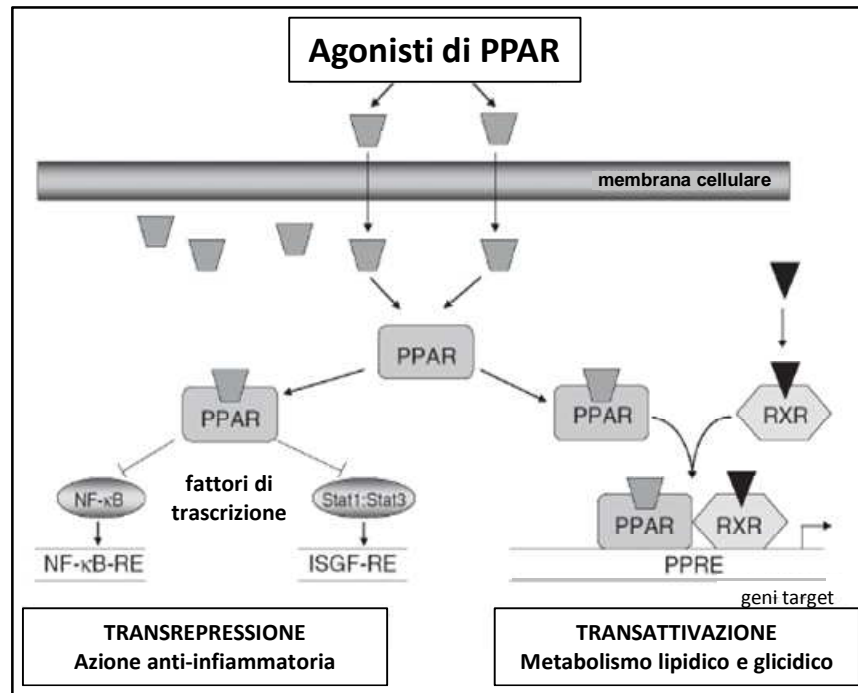 Agonisti di PPAR
membrana cellulare
PPAR
PPAR
PPAR
RXR
NF-κB
fattori di
trascrizione
Stat1:Stat3
PPAR
RXR
NF-κB-RE
ISGF-RE
PPRE
geni target
TRANSREPRESSIONE
Azione anti-infiammatoria
TRANSATTIVAZIONE
Metabolismo lipidico e glicidico